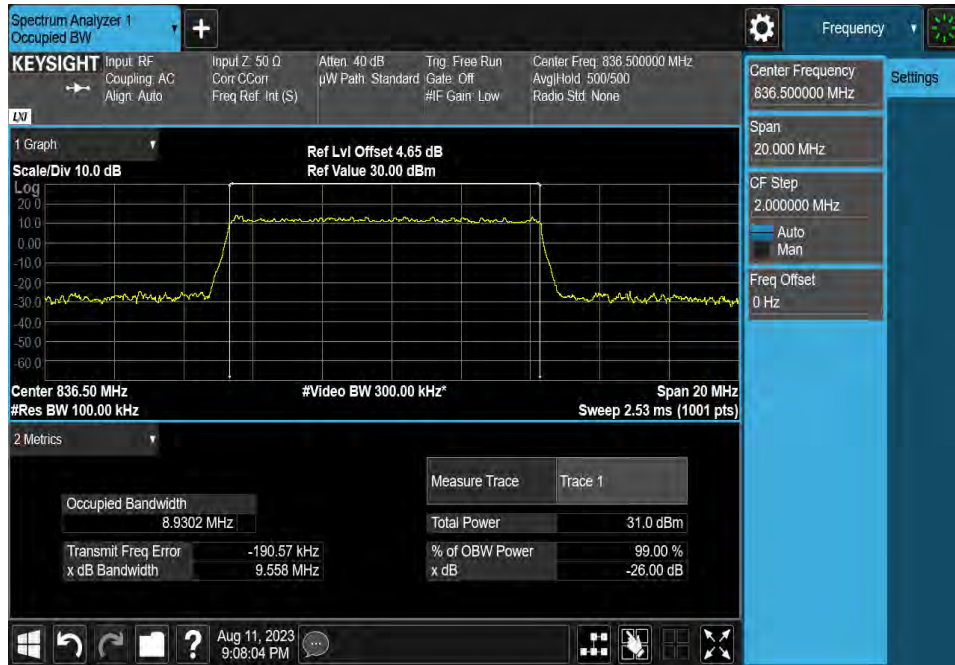 Spectrum Analyzer 1
Occupied BW
+
Frequency
KEYSIGHT
Input: RF
Coupling: AC
Align: Auto
Input Z: 50 Ω
Corr CCorr
Freq Ref: Int (S)
Atten: 40 dB
µW Path: Standard
Trig: Free Run
Gate: Off
#IF Gain: Low
Center Freq: 836.500000 MHz
Avg|Hold: 500/500
Radio Std: None
LXI
Center Frequency
836.500000 MHz
Settings
Span
20.000 MHz
CF Step
2.000000 MHz
Auto
Man
Freq Offset
0 Hz
1 Graph
Scale/Div 10.0 dB
Ref Lvl Offset 4.65 dB
Ref Value 30.00 dBm
Log
20.0
10.0
0.00
-10.0
-20.0
-30.0
-40.0
-50.0
-60.0
Center 836.50 MHz
#Video BW 300.00 kHz*
Span 20 MHz
#Res BW 100.00 kHz
Sweep 2.53 ms (1001 pts)
2 Metrics
Measure Trace Trace 1
Occupied Bandwidth
8.9302 MHz
Total Power 31.0 dBm
Transmit Freq Error -190.57 kHz
% of OBW Power 99.00 %
x dB Bandwidth 9.558 MHz
x dB -26.00 dB
?
Aug 11, 2023
9:08:04 PM